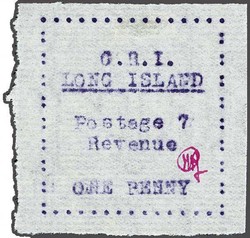 G.R.I.
LONG ISLAND
Postage 7
Revenue
ONE PENNY